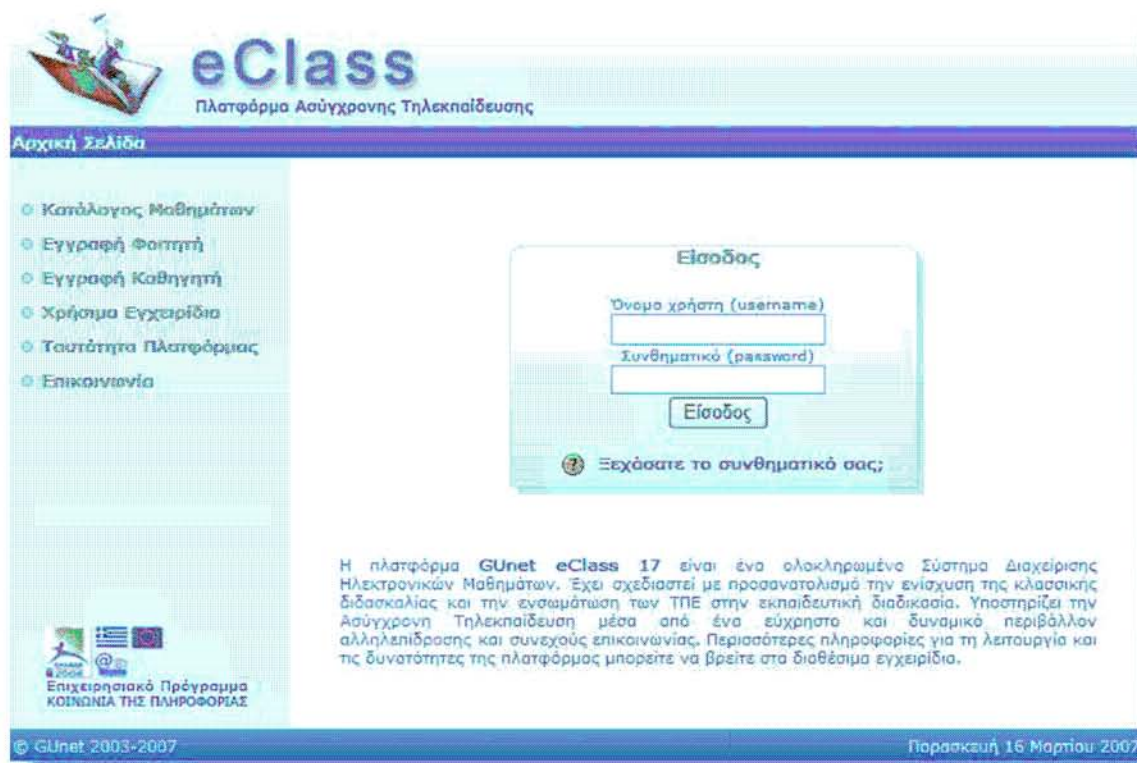 eClass
Πλατφόρμα Ασύγχρονης Τηλεκπαίδευσης
Αρχική Σελίδα
Κατάλογος Μαθημάτων
Εγγραφή Φοιτητή
Εγγραφή Καθηγητή
Χρήσιμα Εγχειρίδια
Ταυτότητα Πλατφόρμας
Επικοινωνία
Είσοδος
Όνομα χρήστη (username)
Συνθηματικό (password)
Είσοδος
Ξεχάσατε το συνθηματικό σας;
Η πλατφόρμα GUnet eClass 17 είναι ένα ολοκληρωμένο Σύστημα Διαχείρισης
Ηλεκτρονικών Μαθημάτων. Έχει σχεδιαστεί με προσανατολισμό την ενίσχυση της κλασσικής
διδασκαλίας και την ενσωμάτωση των ΤΠΕ στην εκπαιδευτική διαδικασία. Υποστηρίζει την
Ασύγχρονη Τηλεκπαίδευση μέσα από ένα εύχρηστο και δυναμικό περιβάλλον
αλληλεπίδρασης και συνεχούς επικοινωνίας. Περισσότερες πληροφορίες για τη λειτουργία και
τις δυνατότητες της πλατφόρμας μπορείτε να βρείτε στα διαθέσιμα εγχειρίδια.
Επιχειρησιακό Πρόγραμμα
ΚΟΙΝΩΝΙΑ ΤΗΣ ΠΛΗΡΟΦΟΡΙΑΣ
© GUnet 2003-2007
Παρασκευή 16 Μαρτίου 2007